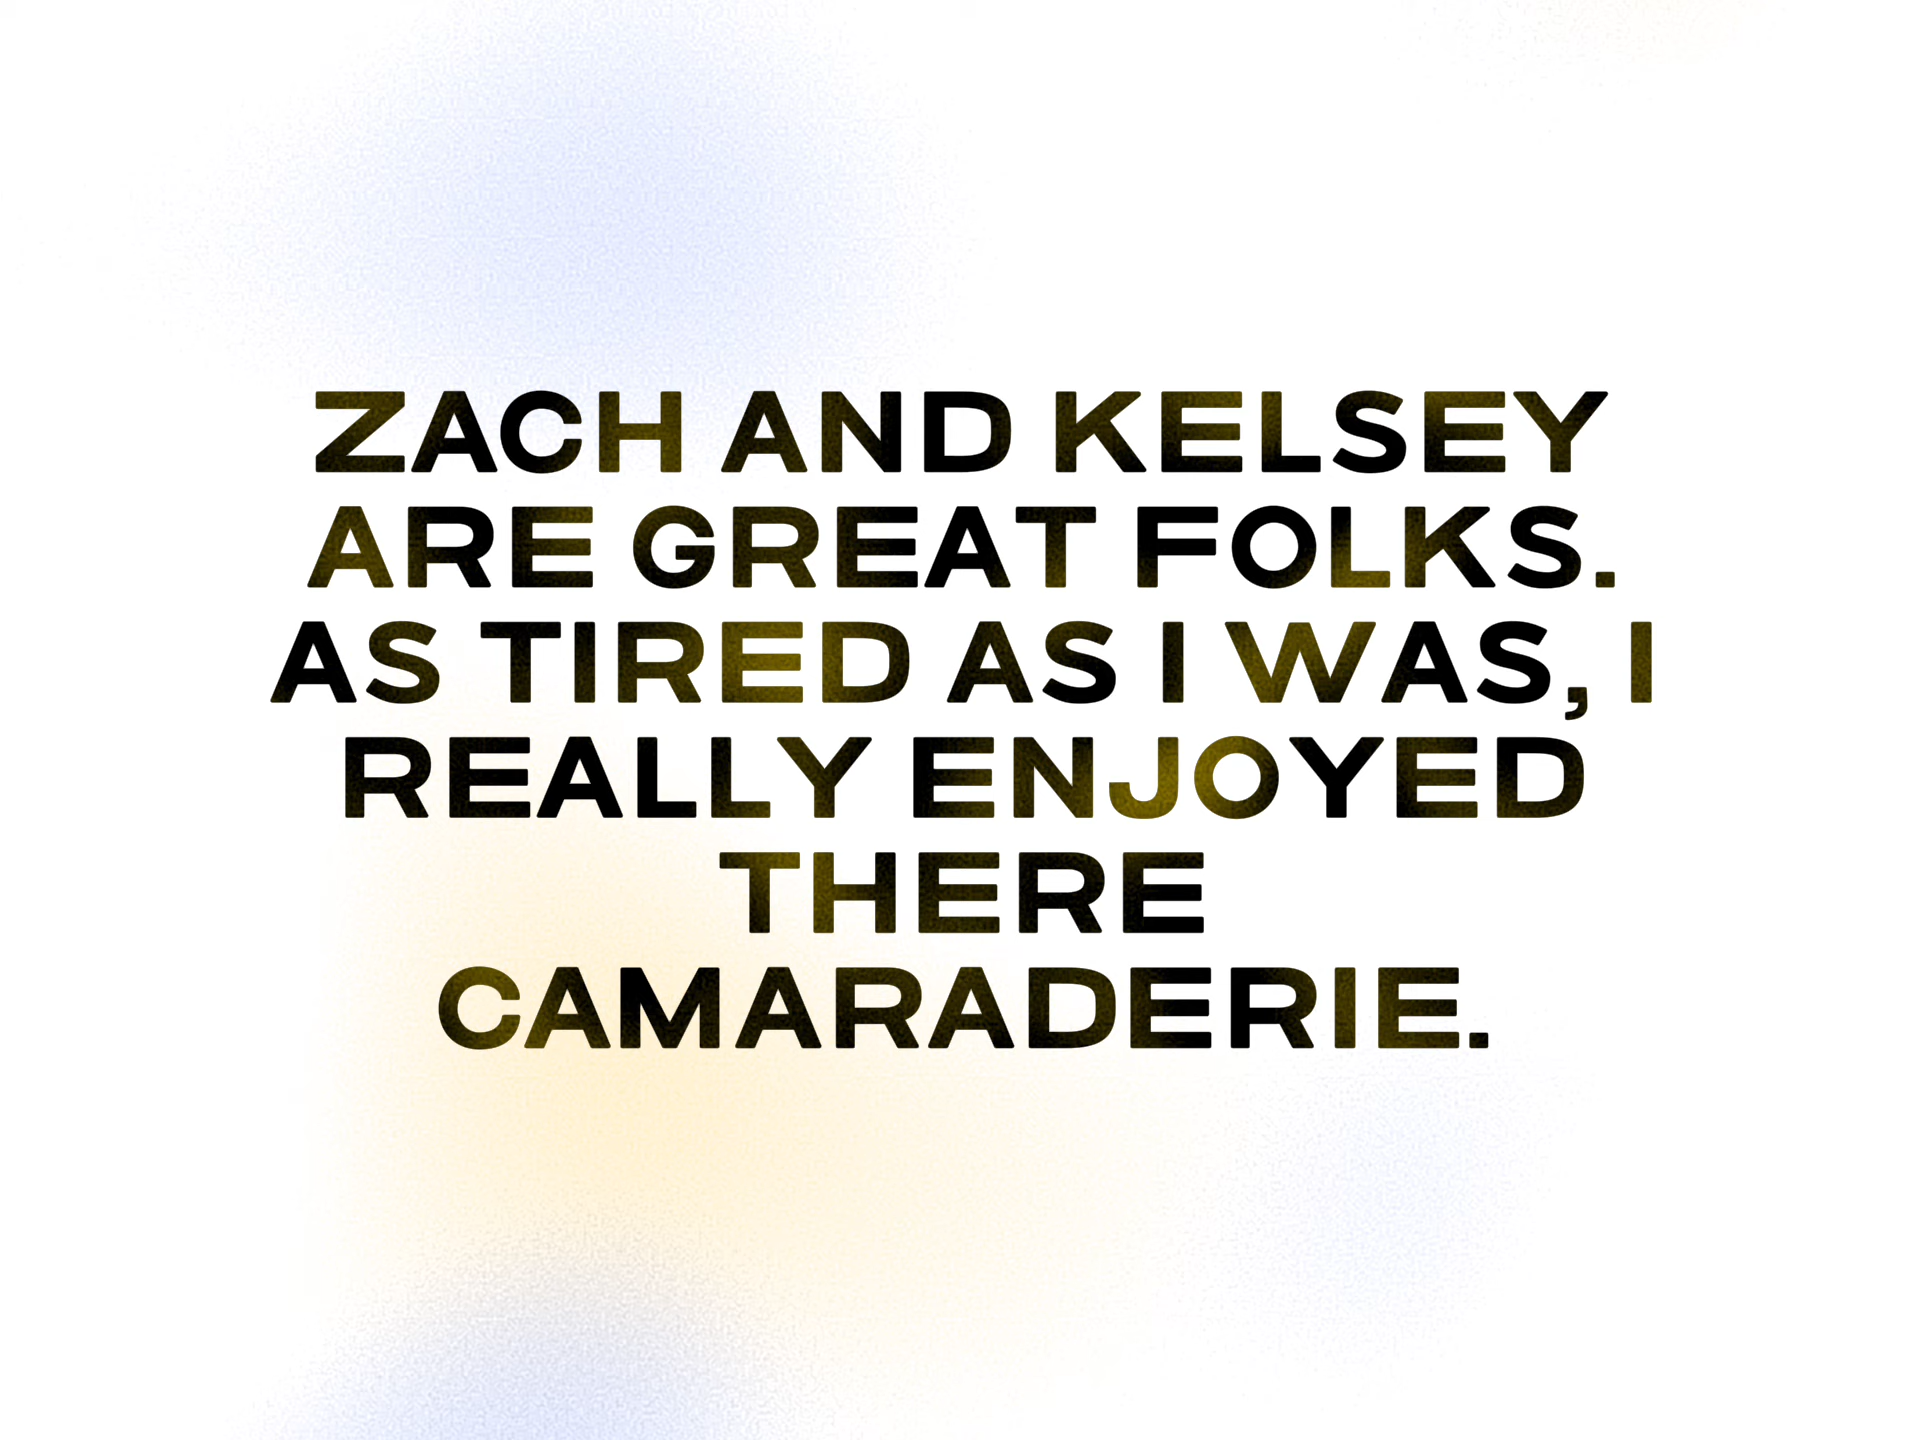 ZACH AND KELSEY
ARE GREAT FOLKS.
AS TIRED AS I WAS, I
REALLY ENJOYED
THERE
CAMARADERIE.